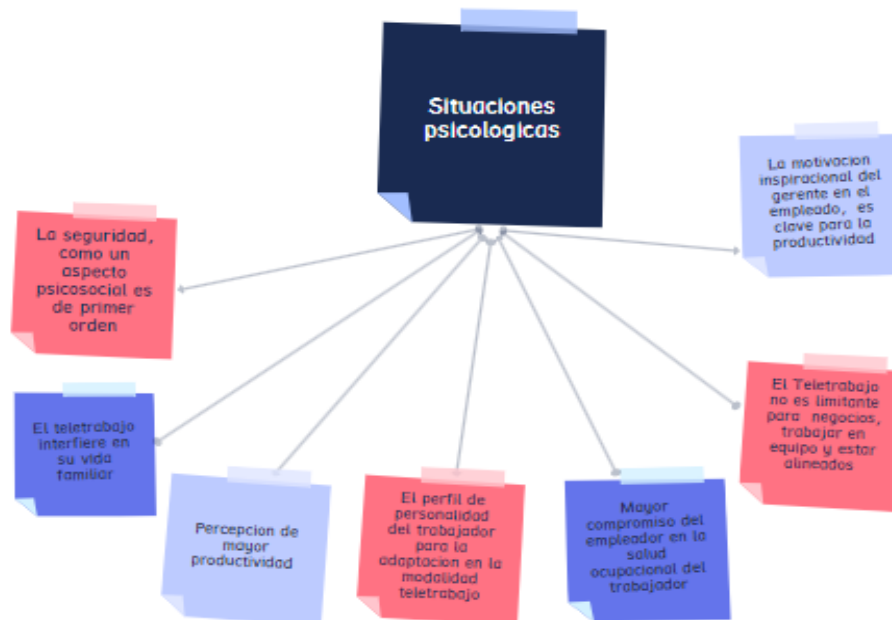 Situaciones
psicologicas
La motivacion
inspiracional del
gerente en el
empleado, es
clave para la
productividad
La seguridad,
como un
aspecto
psicosocial es
de primer
orden
El Teletrabajo
no es limitante
para negocios,
trabajar en
equipo y estar
alineados
El teletrabajo
interfiere en
su vida
familiar
Percepcion de
mayor
productividad
El perfil de
personalidad
del trabajador
para la
adaptacion en la
modalidad
teletrabajo
Mayor
compromiso del
empleador en la
salud
ocupacional del
trabajador